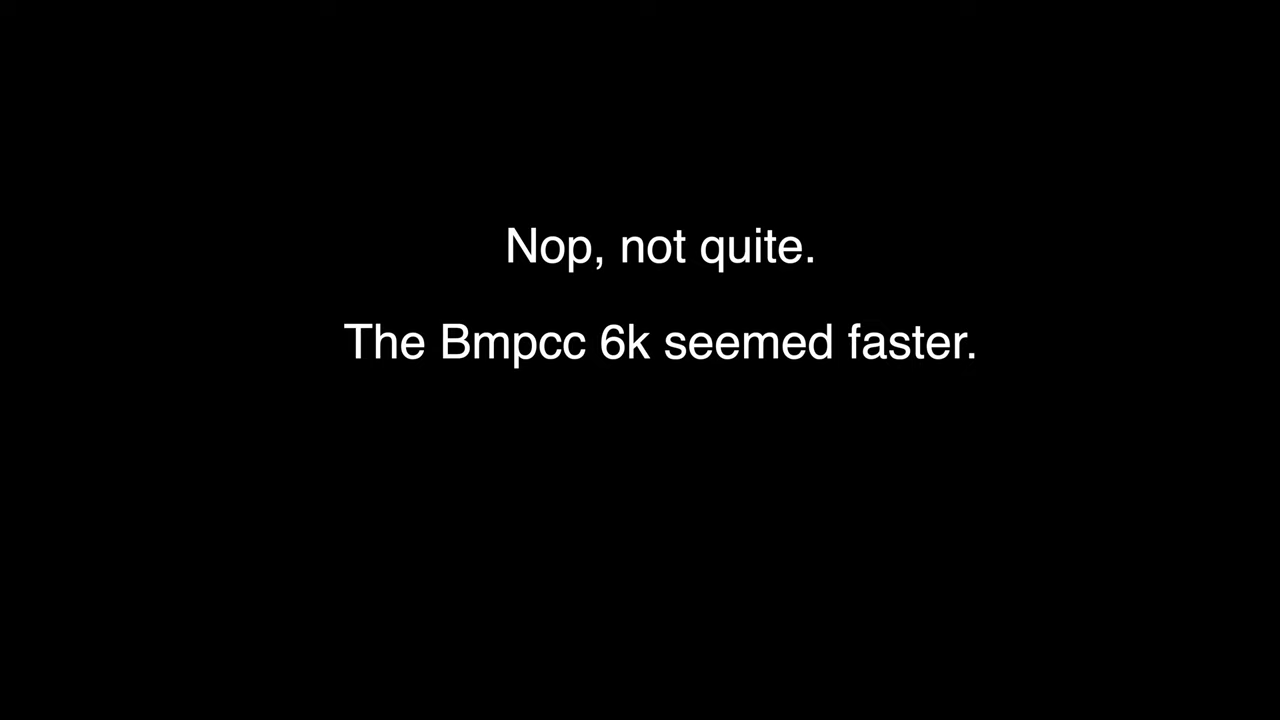 Nop, not quite.
The Bmpcc 6k seemed faster.